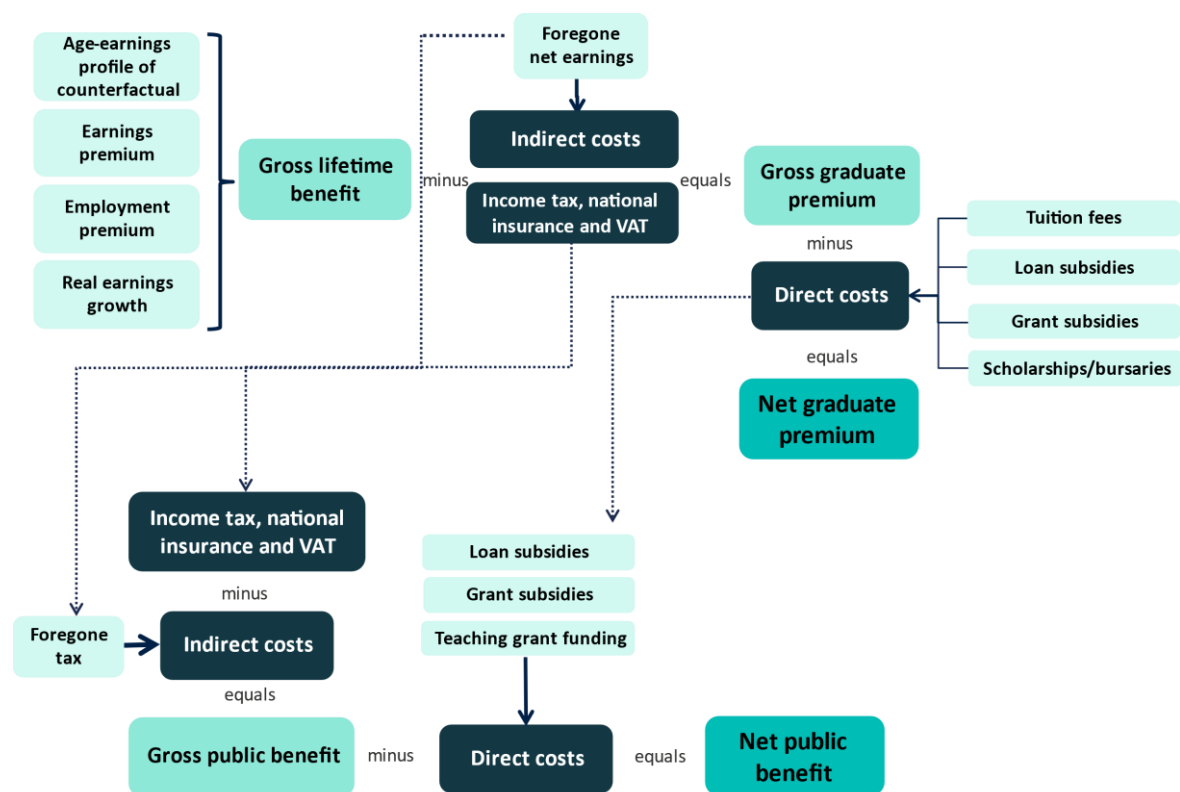 Age-earnings
profile of
counterfactual
Earnings
premium
Employment
premium
Real earnings
growth
Gross lifetime
benefit
minus
Foregone
net earnings
Indirect costs
Income tax, national
insurance and VAT
equals
Gross graduate
premium
minus
Direct costs
Tuition fees
Loan subsidies
Grant subsidies
Scholarships/bursaries
equals
Net graduate
premium
Income tax, national
insurance and VAT
minus
Foregone
tax
Indirect costs
equals
Gross public benefit
minus
Loan subsidies
Grant subsidies
Teaching grant funding
Direct costs
equals
Net public
benefit